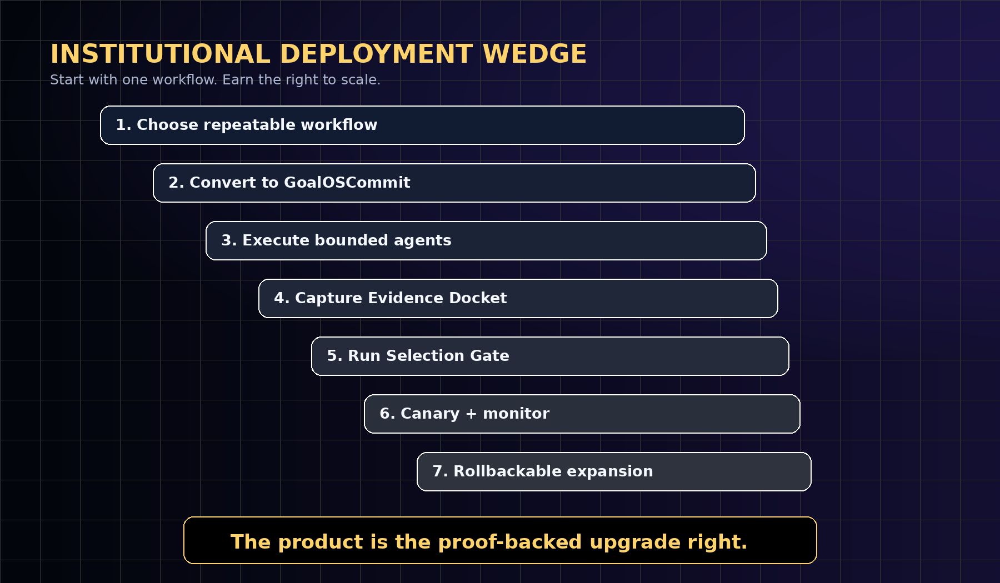 INSTITUTIONAL DEPLOYMENT WEDGE
Start with one workflow. Earn the right to scale.
1. Choose repeatable workflow
2. Convert to GoalOSCommit
3. Execute bounded agents
4. Capture Evidence Docket
5. Run Selection Gate
6. Canary + monitor
7. Rollbackable expansion
The product is the proof-backed upgrade right.